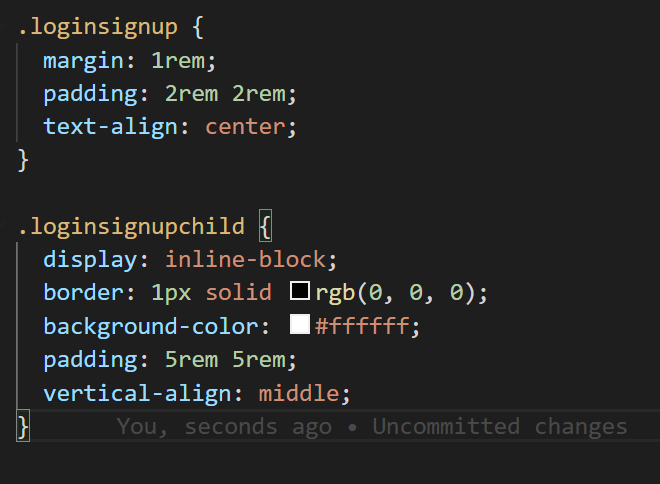 .loginsignup {
  margin: 1rem;
  padding: 2rem 2rem;
  text-align: center;
}

.loginsignupchild {
  display: inline-block;
  border: 1px solid rgb(0, 0, 0);
  background-color: #ffffff;
  padding: 5rem 5rem;
  vertical-align: middle;
} You, seconds ago • Uncommitted changes